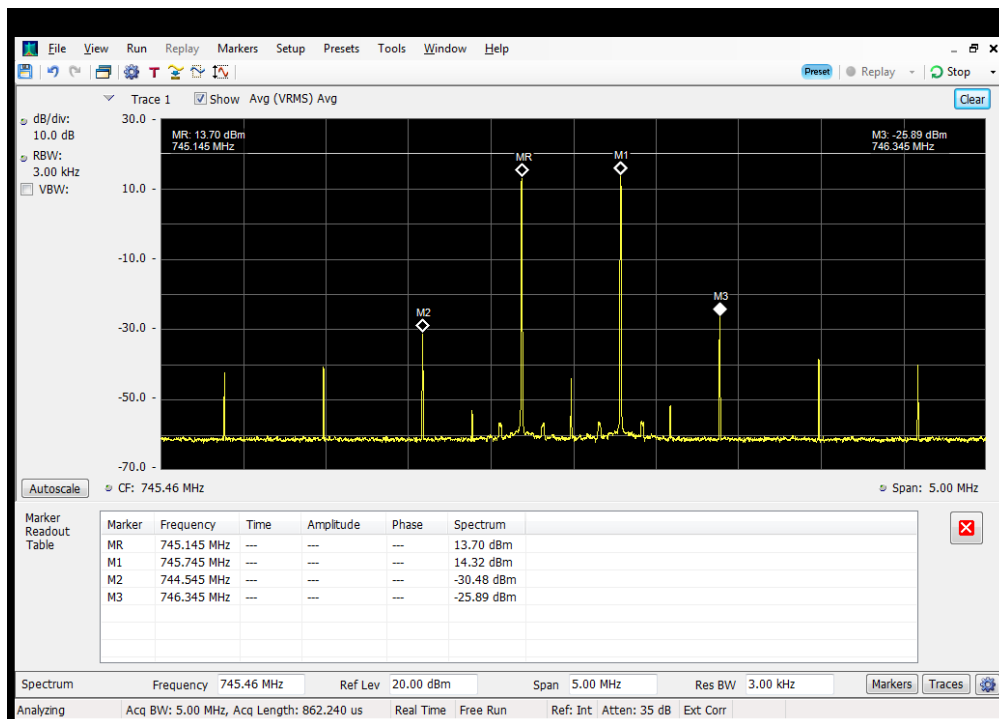 File View Run Replay Markers Setup Presets Tools Window Help
T Preset Replay Stop
Trace 1 Show Avg (VRMS) Avg Clear
dB/div:
10.0 dB
RBW:
3.00 kHz
VBW:
30.0
10.0
-10.0
-30.0
-50.0
-70.0
MR: 13.70 dBm
745.145 MHz
M3: -25.89 dBm
746.345 MHz
MR
M1
M2
M3
Autoscale CF: 745.46 MHz Span: 5.00 MHz
Marker
Readout
Table
Marker Frequency Time Amplitude Phase Spectrum
MR 745.145 MHz --- --- --- 13.70 dBm
M1 745.745 MHz --- --- --- 14.32 dBm
M2 744.545 MHz --- --- --- -30.48 dBm
M3 746.345 MHz --- --- --- -25.89 dBm
Spectrum Frequency 745.46 MHz Ref Lev 20.00 dBm Span 5.00 MHz Res BW 3.00 kHz Markers Traces
Analyzing Acq BW: 5.00 MHz, Acq Length: 862.240 us Real Time Free Run Ref: Int Atten: 35 dB Ext Corr